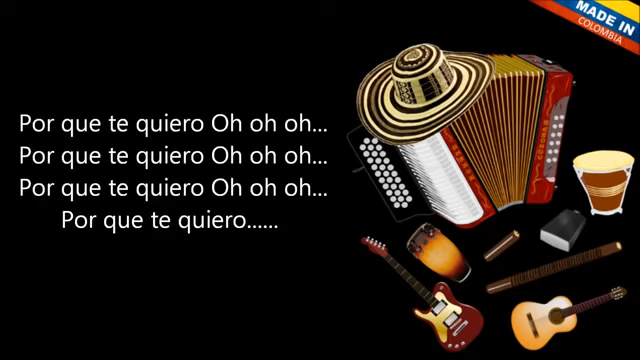 MADE IN
COLOMBIA
Por que te quiero Oh oh oh...
Por que te quiero Oh oh oh...
Por que te quiero Oh oh oh...
Por que te quiero......
HOHNER